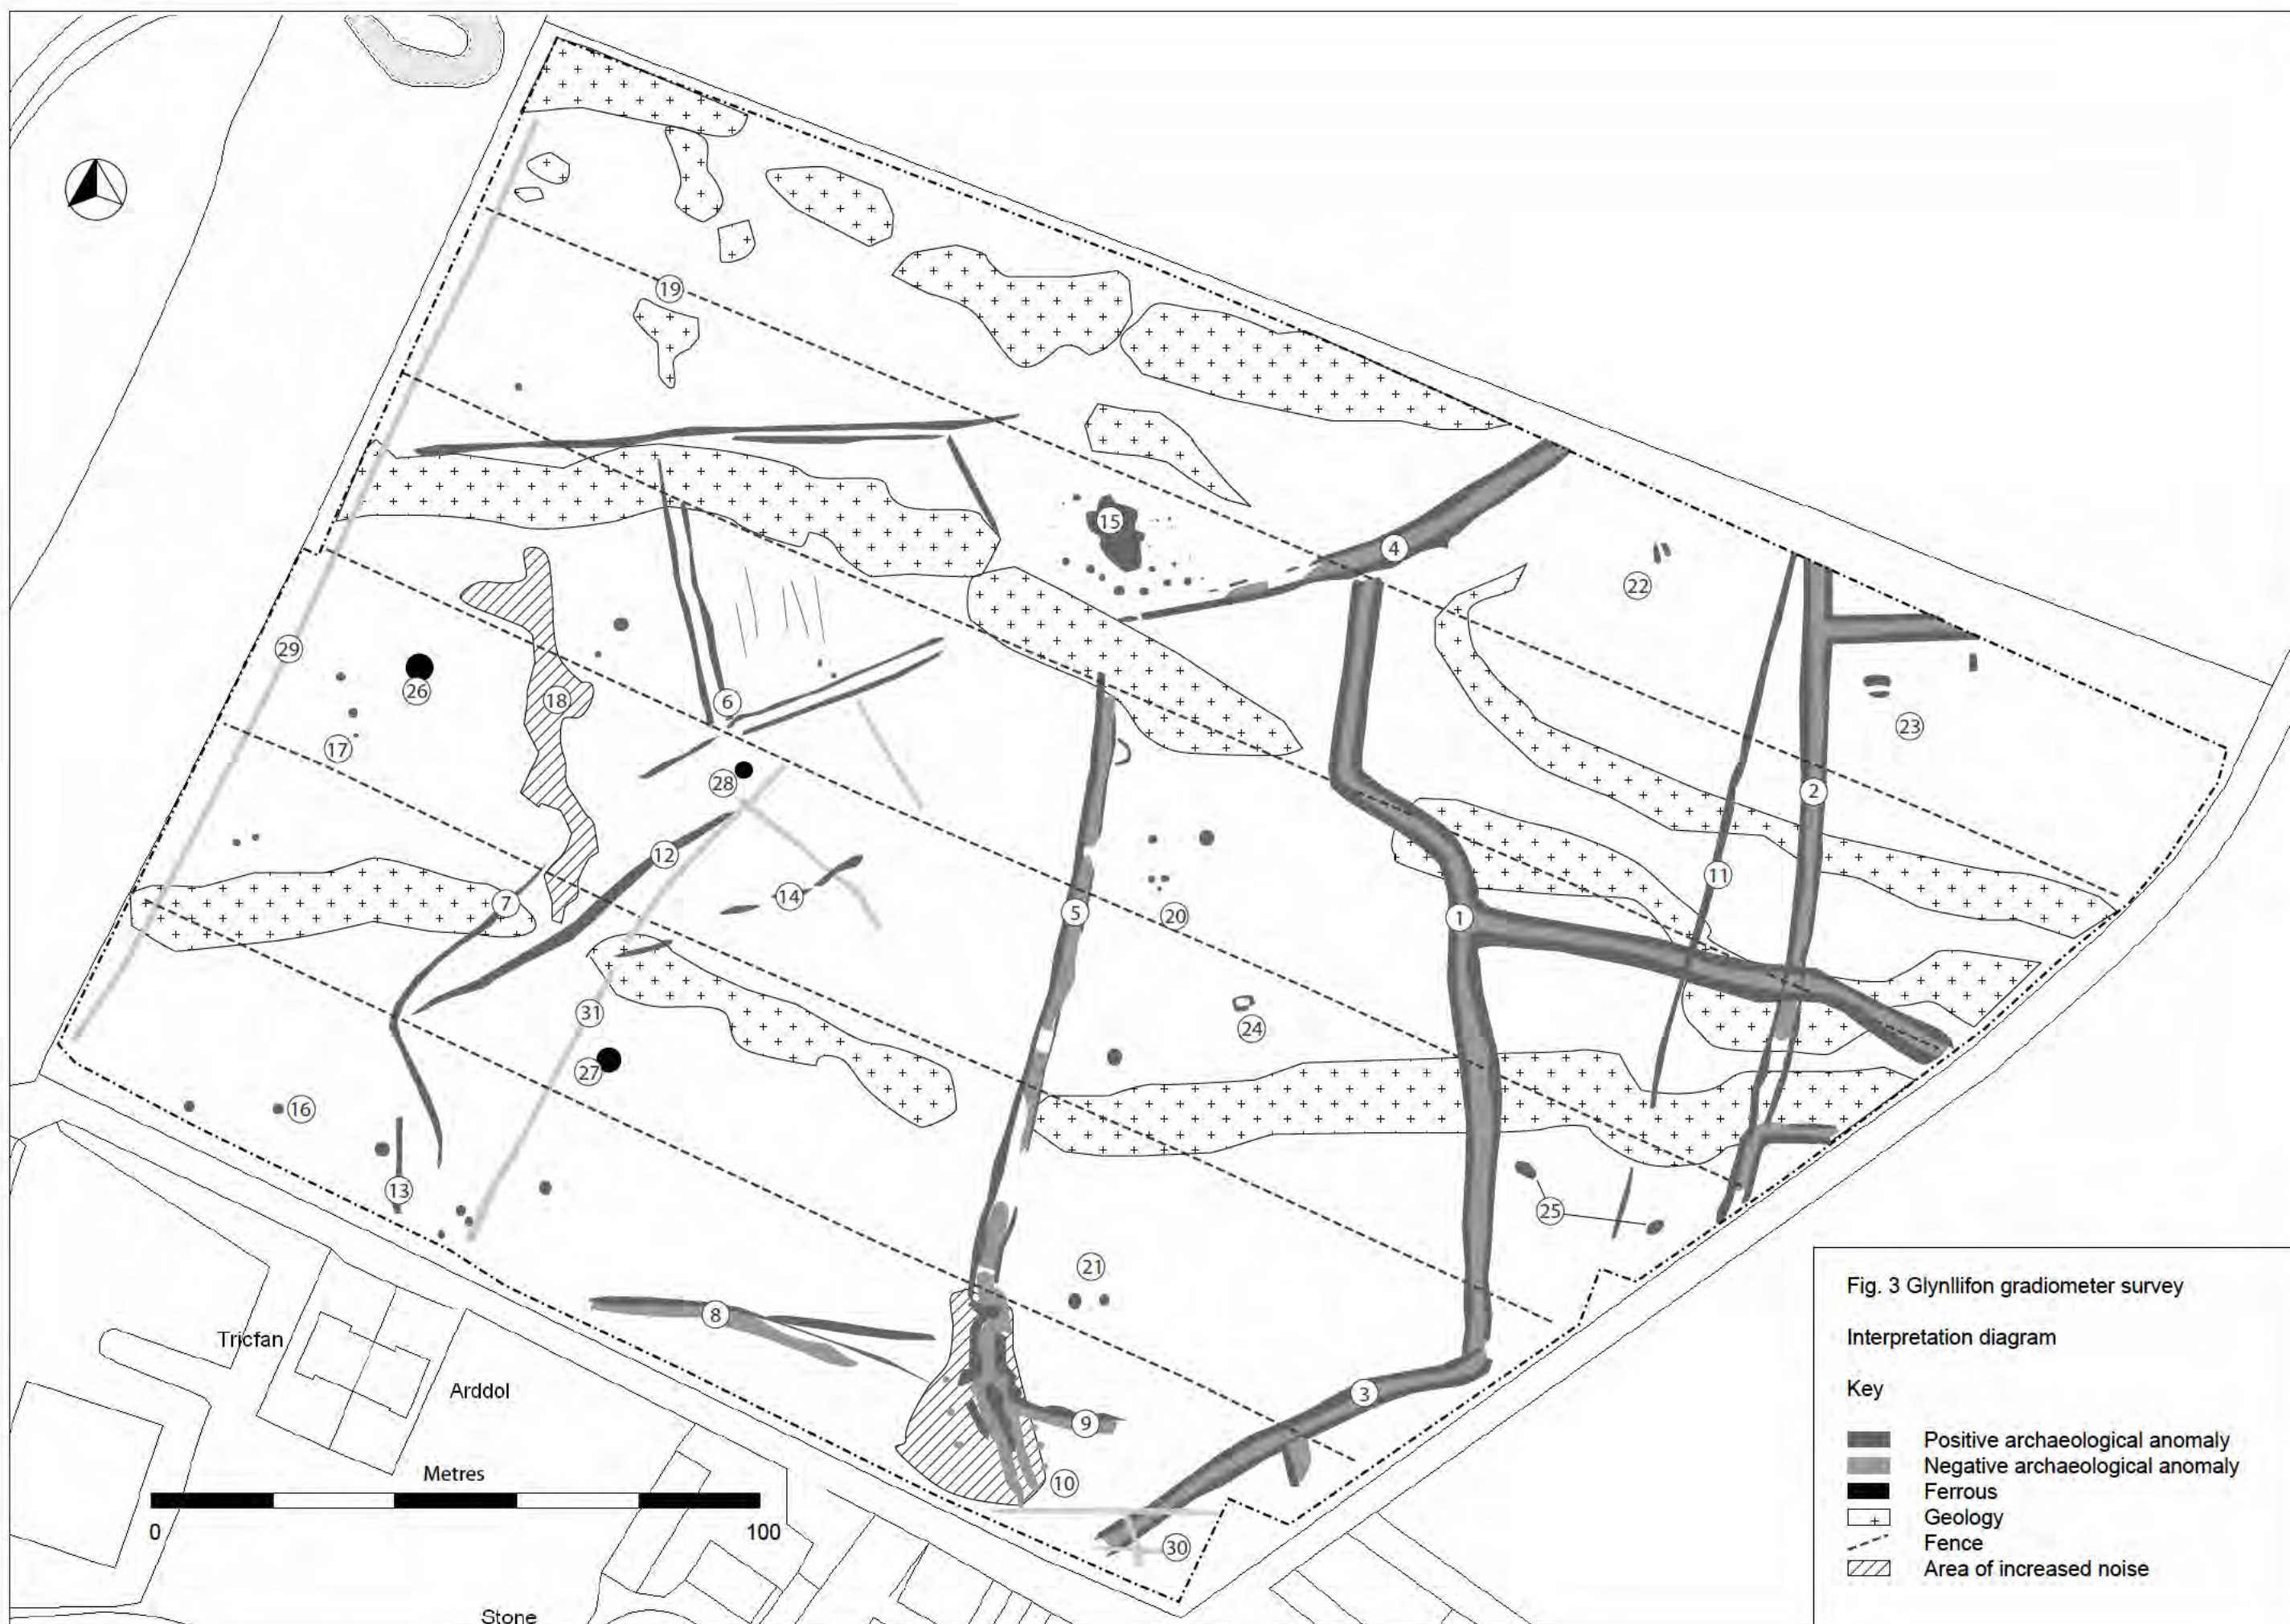 19
15
4
22
29
26
18
6
17
28
23
2
12
11
7
14
5
20
1
31
24
27
16
13
25
21
8
3
9
10
30
Tricfan
Arddol
Metres
0
100
Stone
Fig. 3 Glynllifon gradiometer survey
Interpretation diagram
Key
Positive archaeological anomaly
Negative archaeological anomaly
Ferrous
Geology
Fence
Area of increased noise